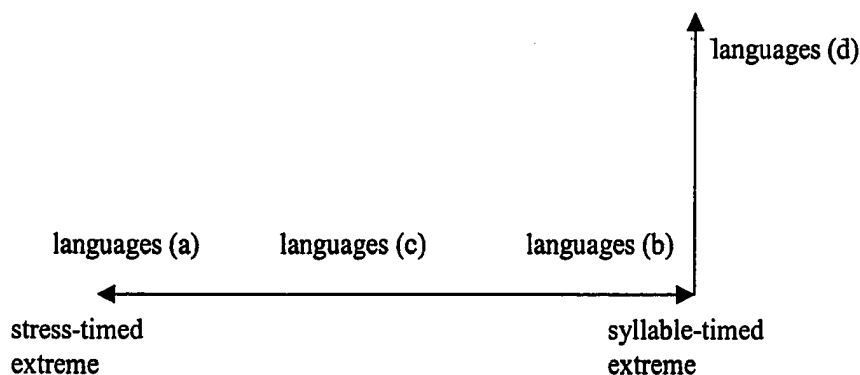 languages (d)
languages (a) languages (c) languages (b)
stress-timed syllable-timed
extreme extreme